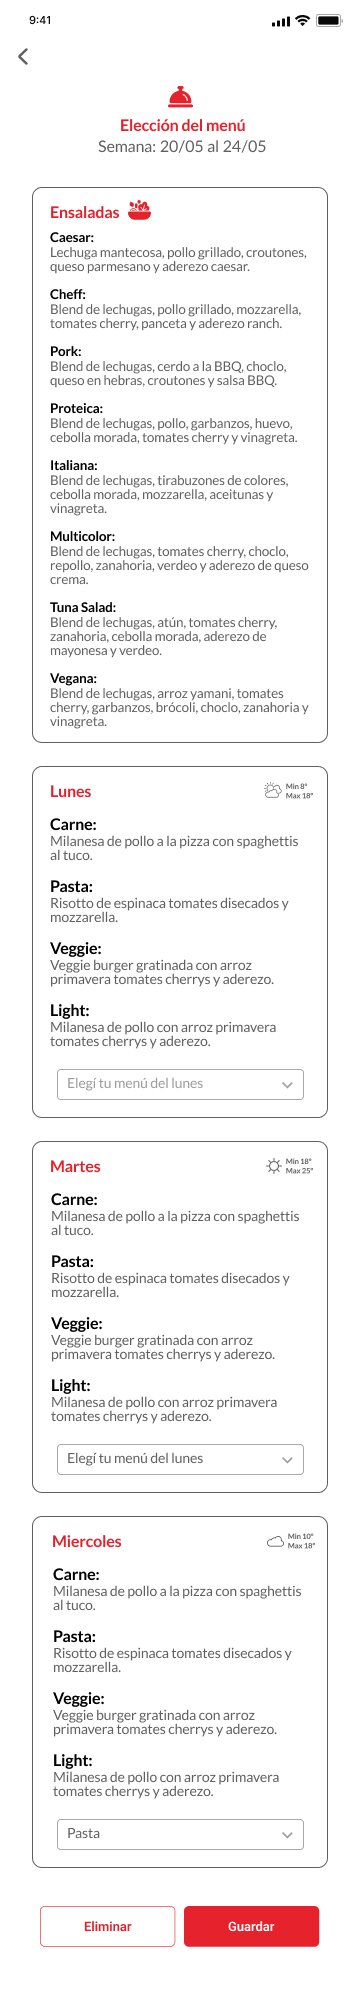 9:41
Elección del menú
Semana: 20/05 al 24/05
Ensaladas
Caesar:
Lechuga mantecosa, pollo grillado, croutones,
queso parmesano y aderezo caesar.
Cheff:
Blend de lechugas, pollo grillado, mozzarella,
tomates cherry, panceta y aderezo ranch.
Pork:
Blend de lechugas, cerdo a la BBQ, choclo,
queso en hebras, croutones y salsa BBQ.
Proteica:
Blend de lechugas, pollo, garbanzos, huevo,
cebolla morada, tomates cherry y vinagreta.
Italiana:
Blend de lechugas, tirabuzones de colores,
cebolla morada, mozzarella, aceitunas y
vinagreta.
Multicolor:
Blend de lechugas, tomates cherry, choclo,
repollo, zanahoria, verdeo y aderezo de queso
crema.
Tuna Salad:
Blend de lechugas, atún, tomates cherry,
zanahoria, cebolla morada, aderezo de
mayonesa y verdeo.
Vegana:
Blend de lechugas, arroz yamani, tomates
cherry, garbanzos, brócoli, choclo, zanahoria y
vinagreta.
Lunes
Min 8°
Max 18°
Carne:
Milanesa de pollo a la pizza con spaghettis
al tuco.
Pasta:
Risotto de espinaca tomates disecados y
mozzarella.
Veggie:
Veggie burger gratinada con arroz
primavera tomates cherrys y aderezo.
Light:
Milanesa de pollo con arroz primavera
tomates cherrys y aderezo.
Elegí tu menú del lunes
Martes
Min 18°
Max 25°
Carne:
Milanesa de pollo a la pizza con spaghettis
al tuco.
Pasta:
Risotto de espinaca tomates disecados y
mozzarella.
Veggie:
Veggie burger gratinada con arroz
primavera tomates cherrys y aderezo.
Light:
Milanesa de pollo con arroz primavera
tomates cherrys y aderezo.
Elegí tu menú del lunes
Miercoles
Min 10°
Max 18°
Carne:
Milanesa de pollo a la pizza con spaghettis
al tuco.
Pasta:
Risotto de espinaca tomates disecados y
mozzarella.
Veggie:
Veggie burger gratinada con arroz
primavera tomates cherrys y aderezo.
Light:
Milanesa de pollo con arroz primavera
tomates cherrys y aderezo.
Pasta
Eliminar
Guardar